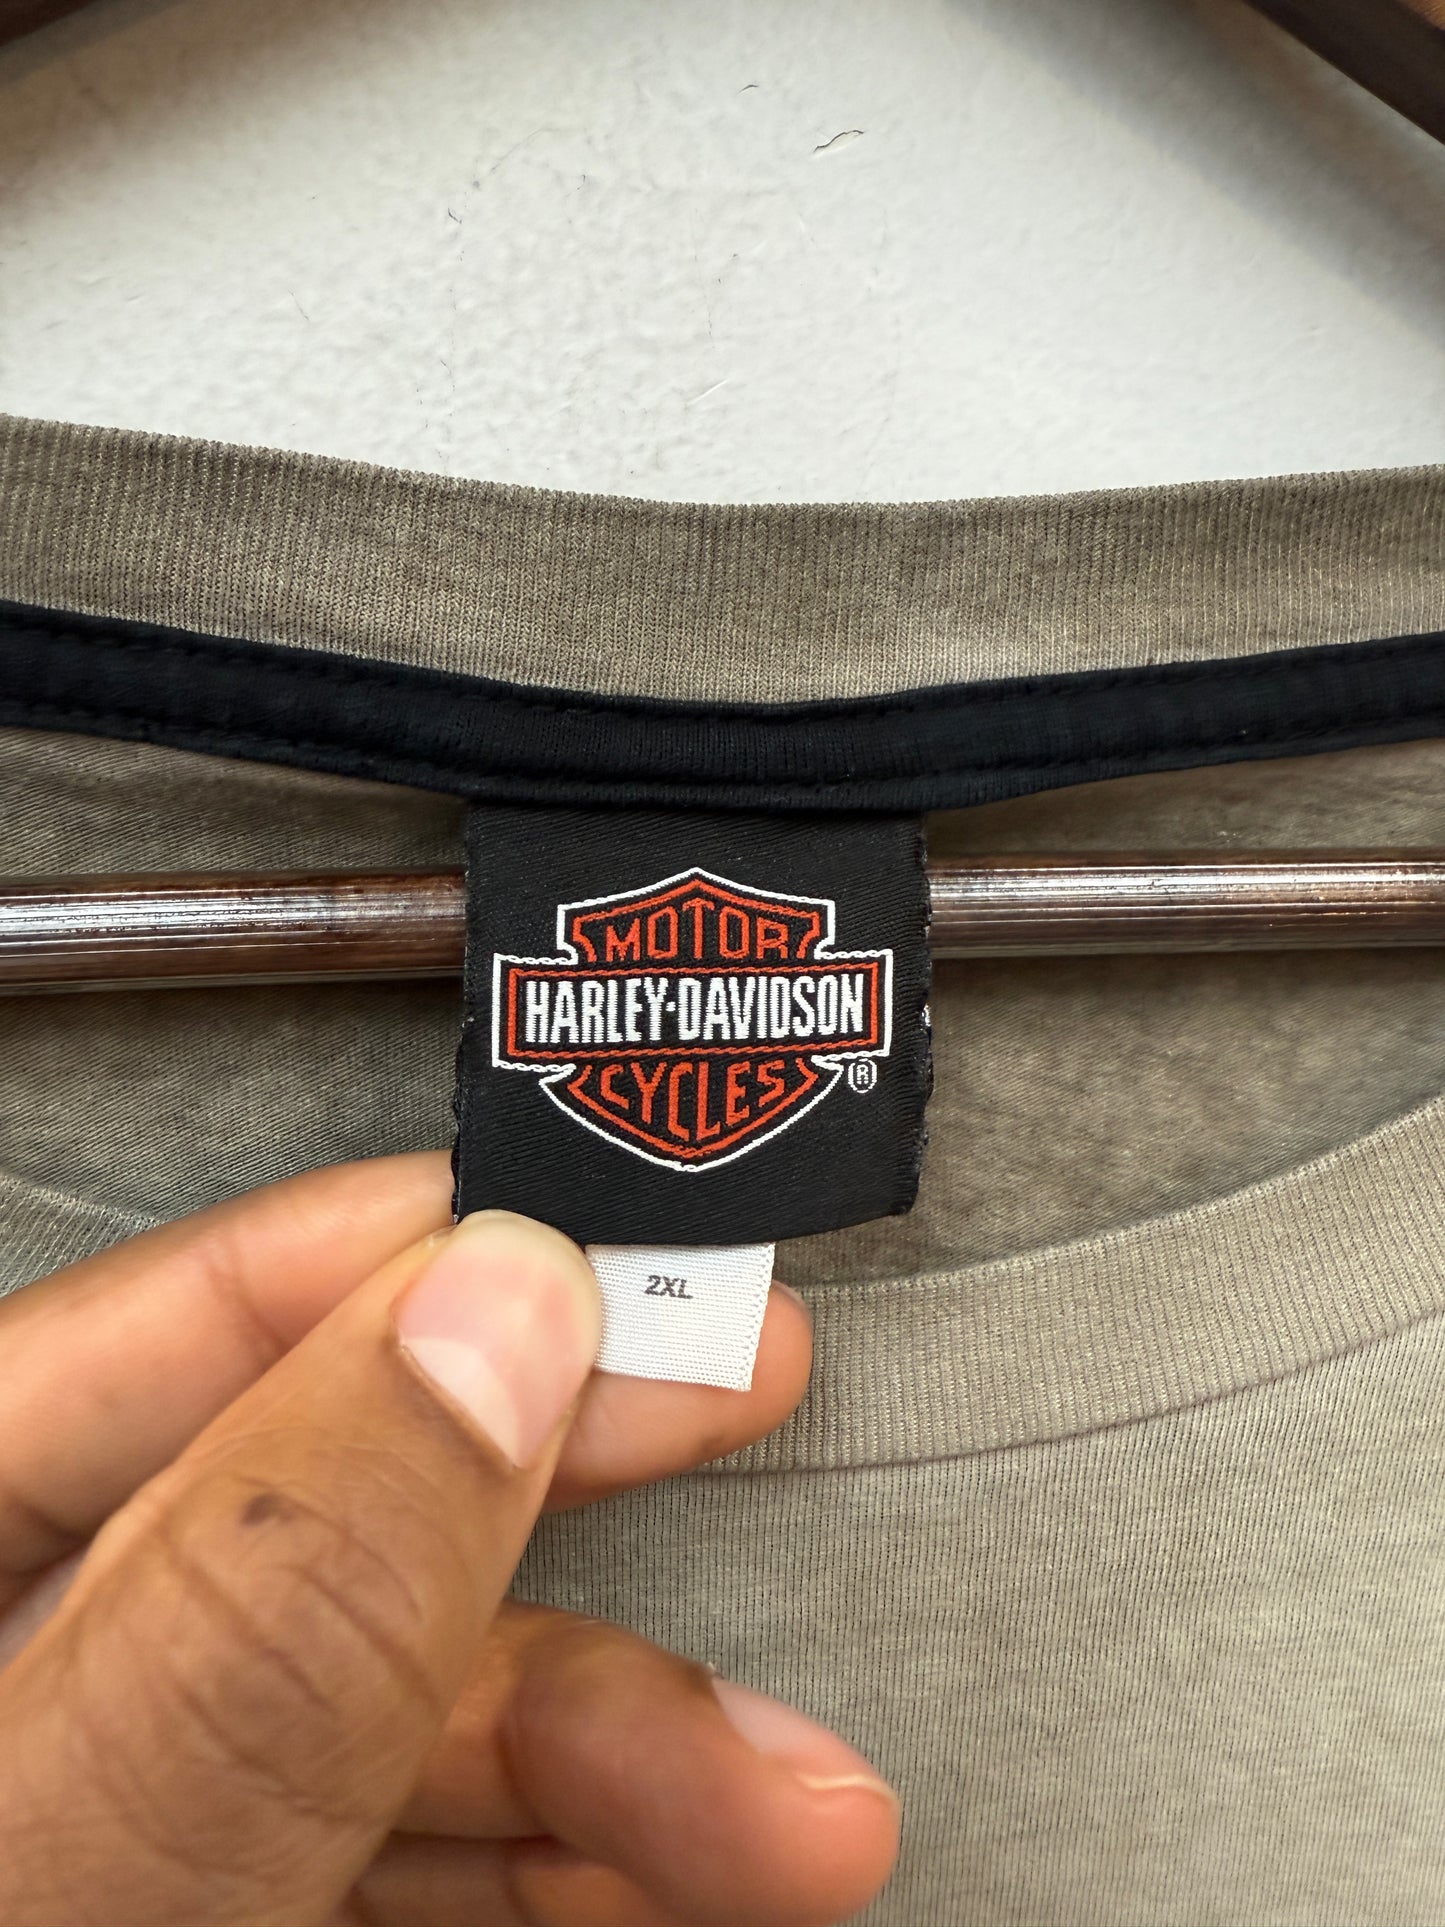 MOTOR
HARLEY-DAVIDSON
CYCLES
®
2XL